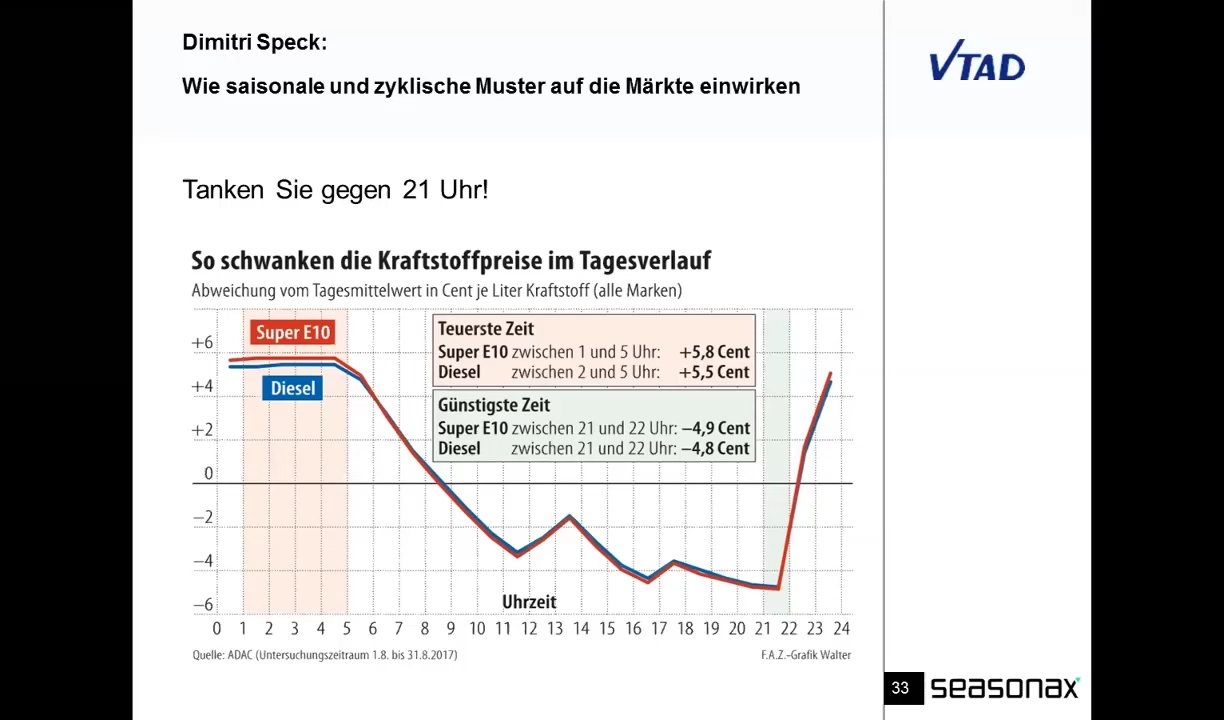 Dimitri Speck:
Wie saisonale und zyklische Muster auf die Märkte einwirken
VTAD
Tanken Sie gegen 21 Uhr!
So schwanken die Kraftstoffpreise im Tagesverlauf
Abweichung vom Tagesmittelwert in Cent je Liter Kraftstoff (alle Marken)
Super E10
Diesel
Teuerste Zeit
Super E10 zwischen 1 und 5 Uhr: +5,8 Cent
Diesel zwischen 2 und 5 Uhr: +5,5 Cent
Günstigste Zeit
Super E10 zwischen 21 und 22 Uhr: –4,9 Cent
Diesel zwischen 21 und 22 Uhr: –4,8 Cent
+6
+4
+2
0
–2
–4
–6
Uhrzeit
0 1 2 3 4 5 6 7 8 9 10 11 12 13 14 15 16 17 18 19 20 21 22 23 24
Quelle: ADAC (Untersuchungszeitraum 1.8. bis 31.8.2017)
F.A.Z.-Grafik Walter
33
seasonax